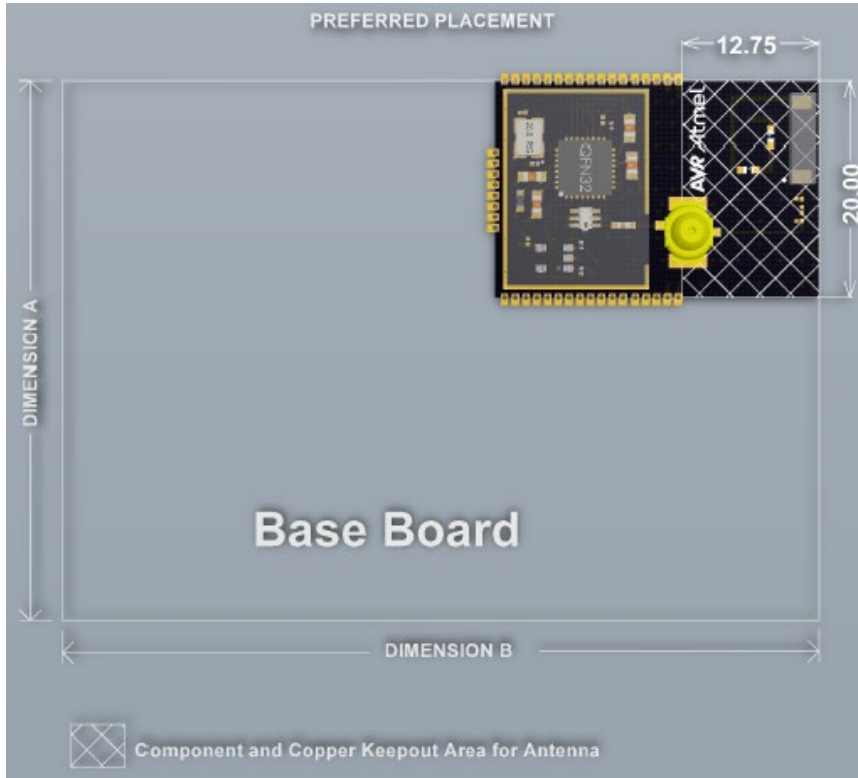 PREFERRED PLACEMENT
12.75
AVR Atmel
QFN32
20.00
DIMENSION A
Base Board
DIMENSION B
Component and Copper Keepout Area for Antenna